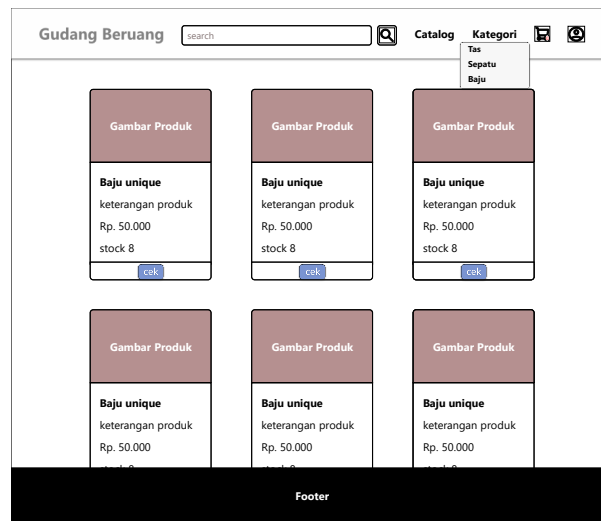 Gudang Beruang search Catalog Kategori
Tas
Sepatu
Baju
Gambar Produk Gambar Produk Gambar Produk
Baju unique Baju unique Baju unique
keterangan produk keterangan produk keterangan produk
Rp. 50.000 Rp. 50.000 Rp. 50.000
stock 8 stock 8 stock 8
cek cek cek
Gambar Produk Gambar Produk Gambar Produk
Baju unique Baju unique Baju unique
keterangan produk keterangan produk keterangan produk
Rp. 50.000 Rp. 50.000 Rp. 50.000
Footer